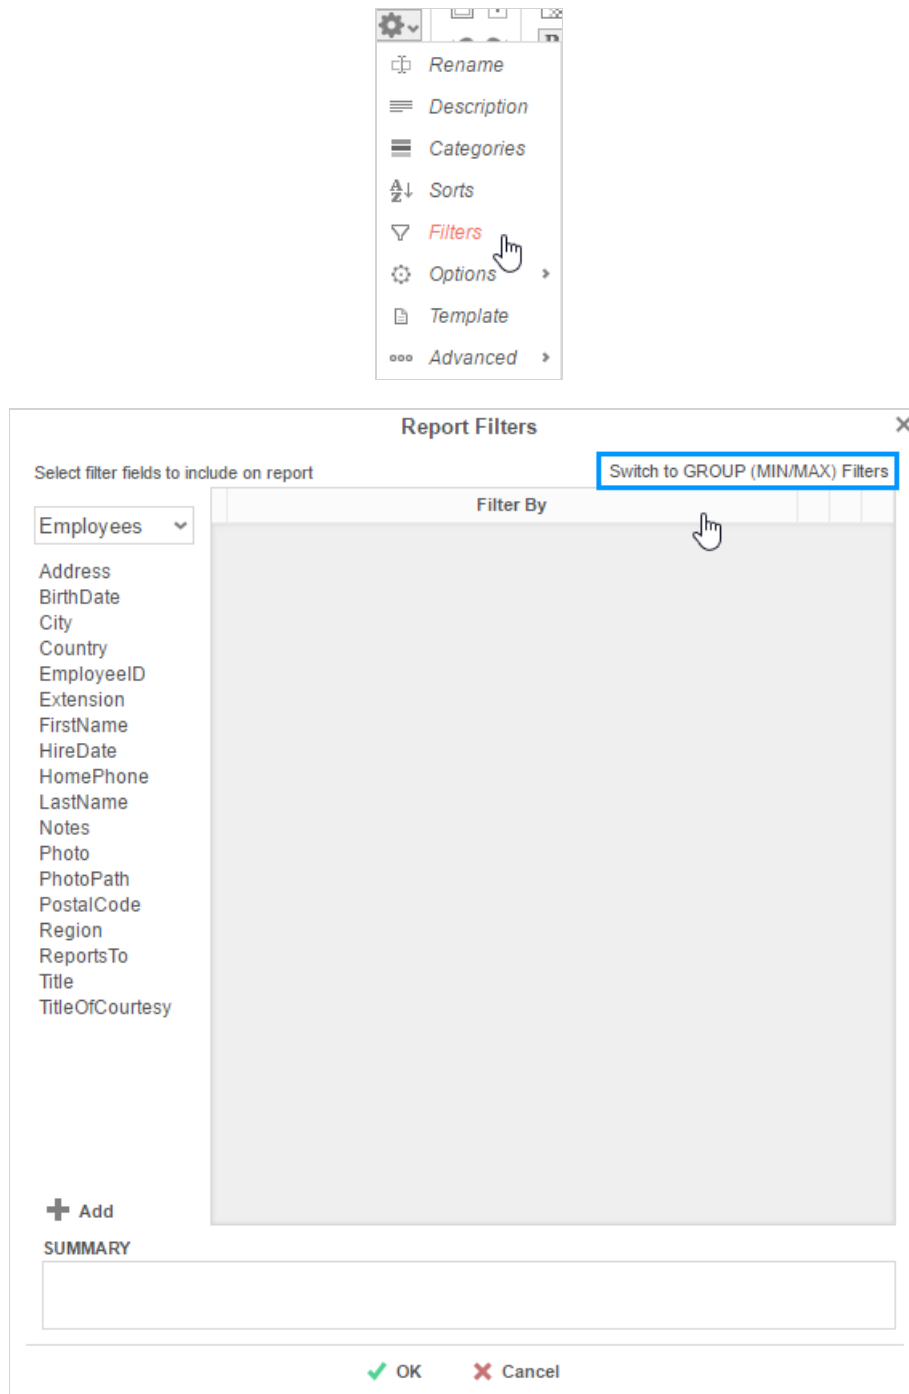 Rename
Description
Categories
Sorts
Filters
Options
Template
Advanced
Report Filters
Select filter fields to include on report
Switch to GROUP (MIN/MAX) Filters
Filter By
Employees
Address
BirthDate
City
Country
EmployeeID
Extension
FirstName
HireDate
HomePhone
LastName
Notes
Photo
PhotoPath
PostalCode
Region
ReportsTo
Title
TitleOfCourtesy
Add
SUMMARY
OK Cancel